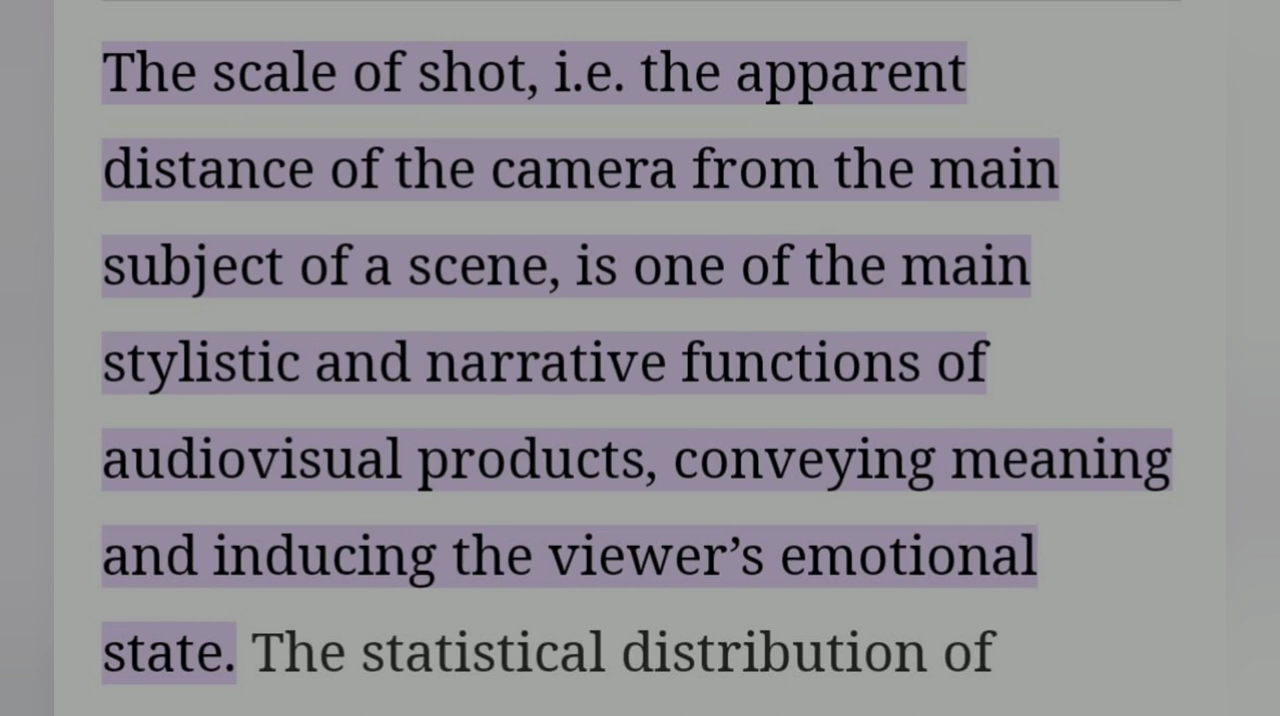 The scale of shot, i.e. the apparent
distance of the camera from the main
subject of a scene, is one of the main
stylistic and narrative functions of
audiovisual products, conveying meaning
and inducing the viewer’s emotional
state. The statistical distribution of